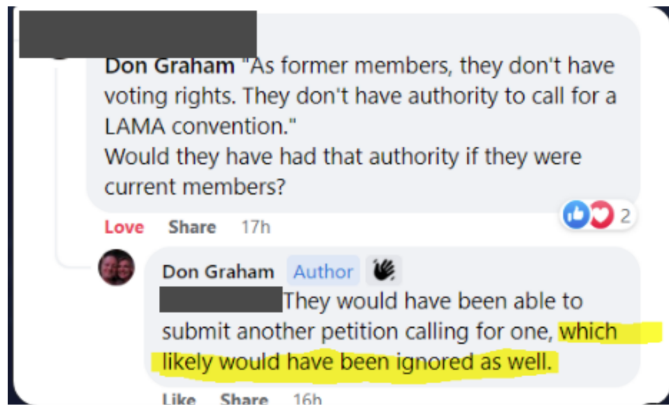 Don Graham "As former members, they don't have
voting rights. They don't have authority to call for a
LAMA convention."
Would they have had that authority if they were
current members?
2
Love Share 17h
Don Graham Author
They would have been able to
submit another petition calling for one, which
likely would have been ignored as well.
Like Share 16h